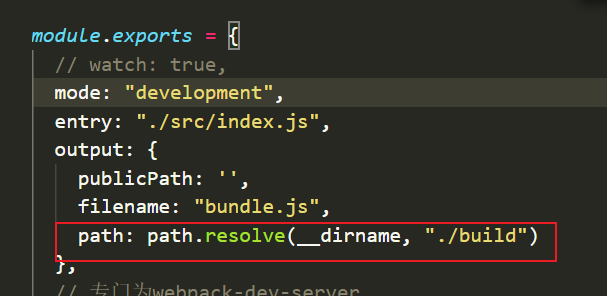 module.exports = {
// watch: true,
mode: "development",
entry: "./src/index.js",
output: {
publicPath: '',
filename: "bundle.js",
path: path.resolve(__dirname, "./build")
},
// 专门为webpack-dev-server